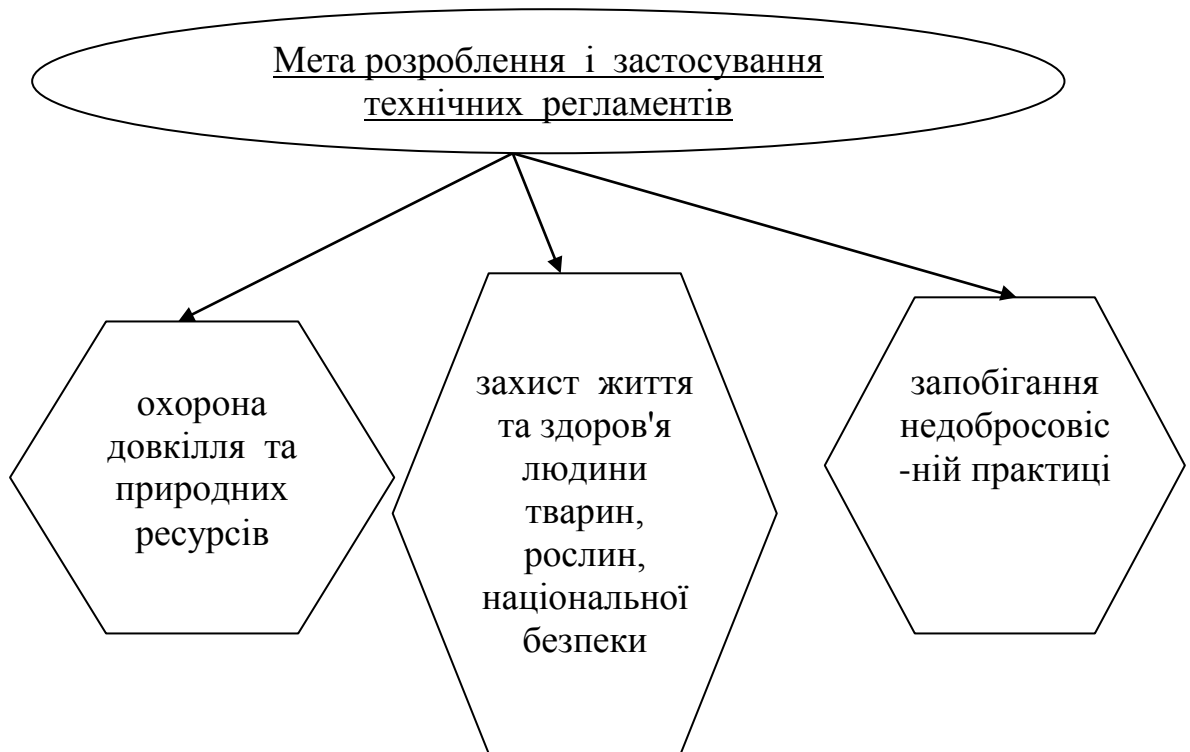 Мета розроблення і застосування
технічних регламентів
охорона
довкілля та
природних
ресурсів
захист життя
та здоров'я
людини
тварин,
рослин,
національної
безпеки
запобігання
недобросовіс
-ній практиці